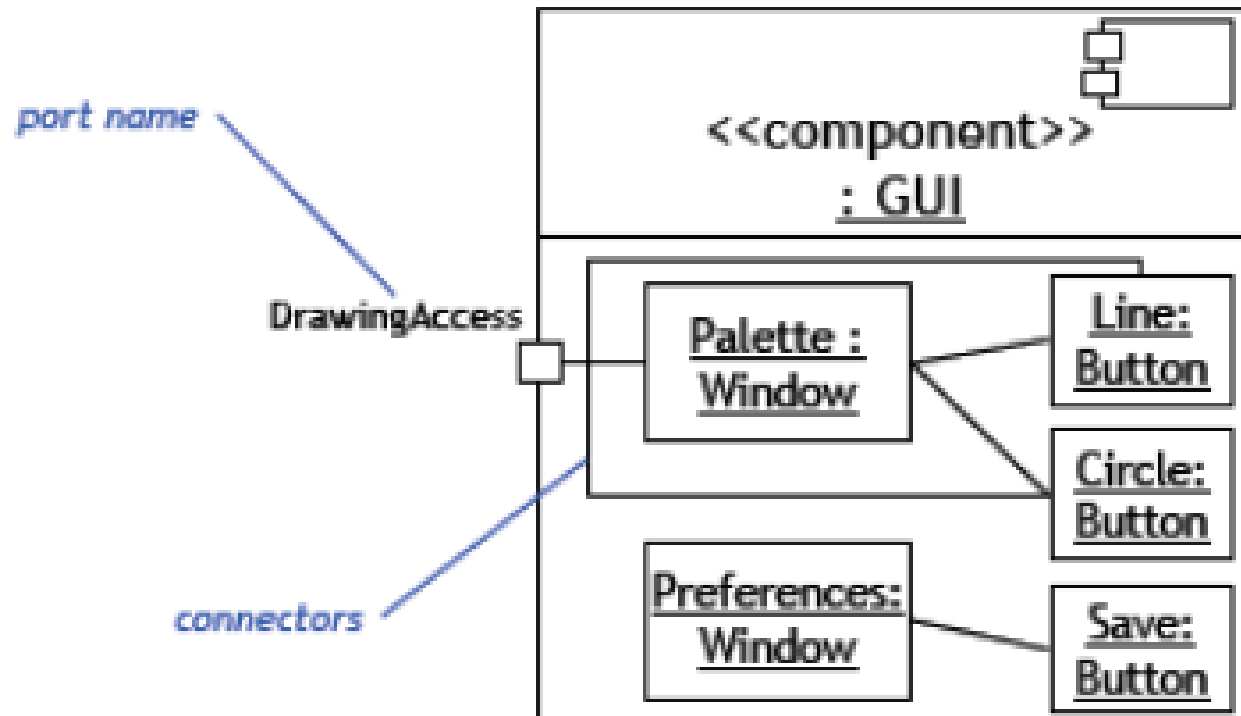 port name
<<component>>
: GUI
DrawingAccess
Palette :
Window
Line:
Button
Circle:
Button
connectors
Preferences:
Window
Save:
Button